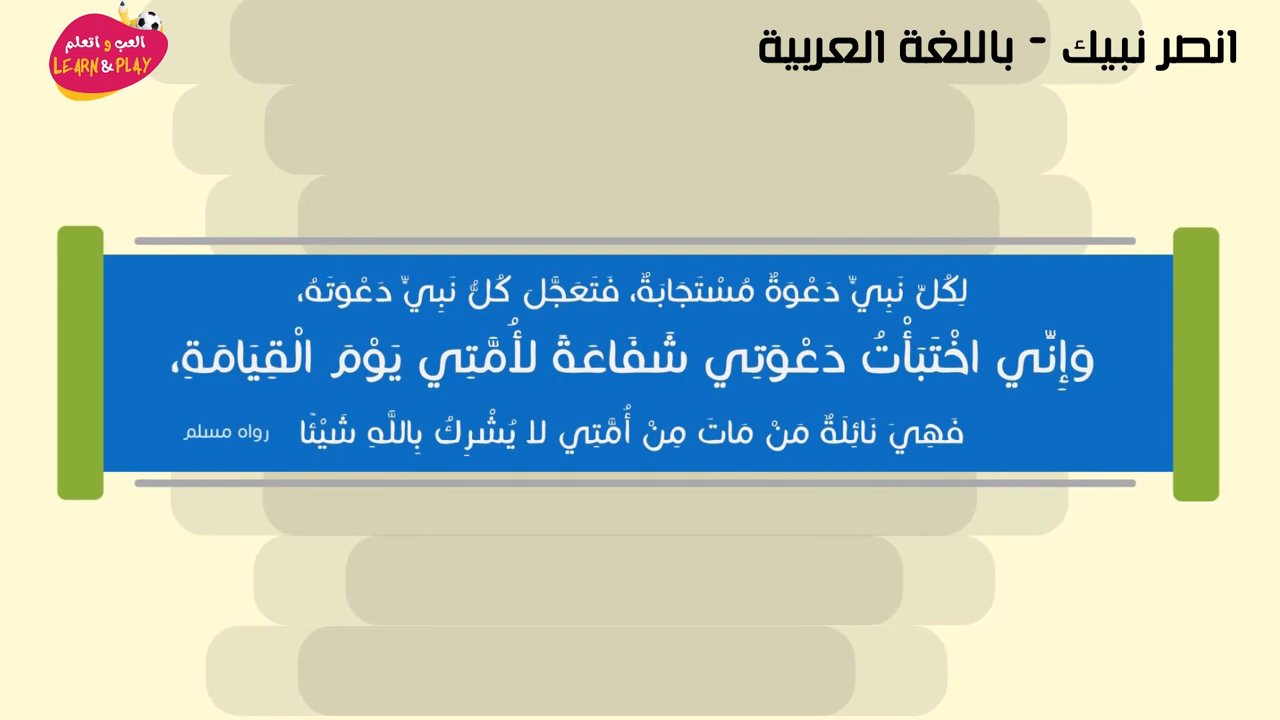 انصر نبيك - باللغة العربية
العب و اتعلم
LEARN & PLAY
لِكُلِّ نَبِيٍّ دَعْوَةٌ مُسْتَجَابَةٌ، فَتَعَجَّلَ كُلُّ نَبِيٍّ دَعْوَتَهُ،
وَإِنِّي اخْتَبَأْتُ دَعْوَتِي شَفَاعَةً لأُمَّتِي يَوْمَ الْقِيَامَةِ،
فَهِيَ نَائِلَةٌ مَنْ مَاتَ مِنْ أُمَّتِي لا يُشْرِكُ بِاللَّهِ شَيْئًا رواه مسلم